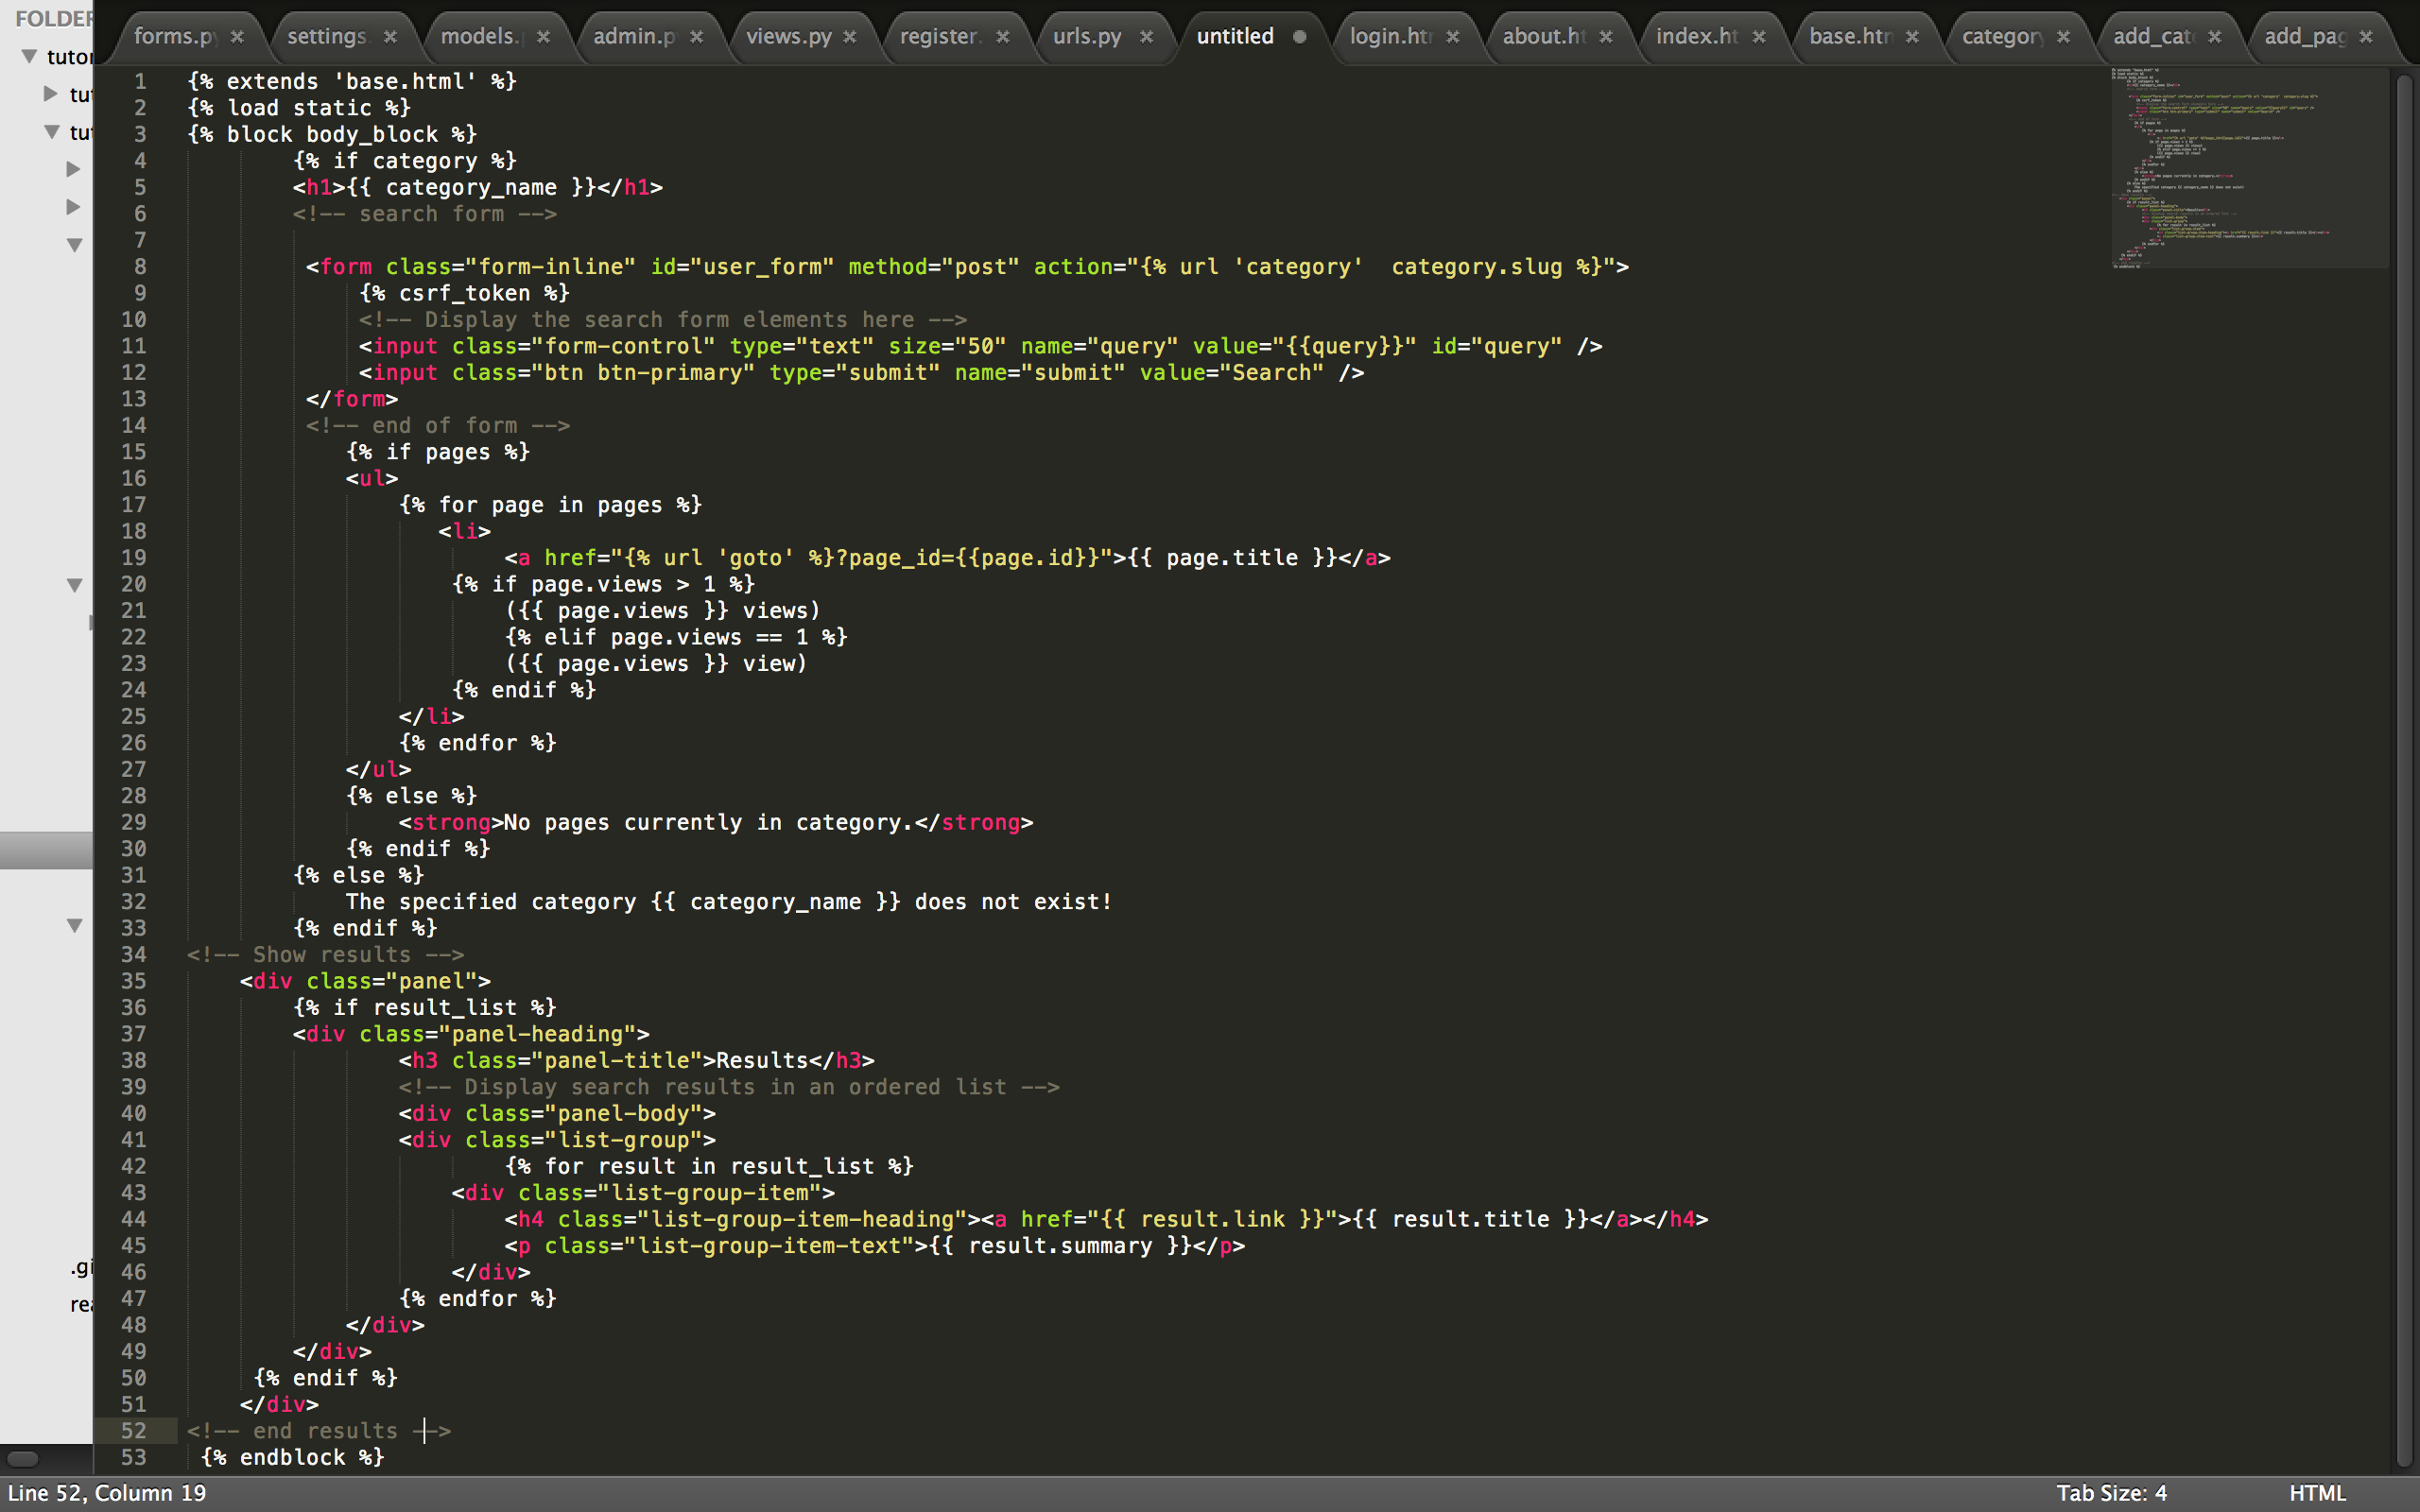 FOLDER
tutor
tut
tut
.gi
rea
forms.py settings. models. admin.p views.py register. urls.py untitled login.ht about.ht index.ht base.htm category add_cat add_pag
1 {% extends 'base.html' %}
2 {% load static %}
3 {% block body_block %}
4 {% if category %}
5 <h1>{{ category_name }}</h1>
6 <!-- search form -->
7
8 <form class="form-inline" id="user_form" method="post" action="{% url 'category'  category.slug %}">
9 {% csrf_token %}
10 <!-- Display the search form elements here -->
11 <input class="form-control" type="text" size="50" name="query" value="{{query}}" id="query" />
12 <input class="btn btn-primary" type="submit" name="submit" value="Search" />
13 </form>
14 <!-- end of form -->
15 {% if pages %}
16 <ul>
17 {% for page in pages %}
18 <li>
19 <a href="{% url 'goto' %}?page_id={{page.id}}">{{ page.title }}</a>
20 {% if page.views > 1 %}
21 ({{ page.views }} views)
22 {% elif page.views == 1 %}
23 ({{ page.views }} view)
24 {% endif %}
25 </li>
26 {% endfor %}
27 </ul>
28 {% else %}
29 <strong>No pages currently in category.</strong>
30 {% endif %}
31 {% else %}
32 The specified category {{ category_name }} does not exist!
33 {% endif %}
34 <!-- Show results -->
35 <div class="panel">
36 {% if result_list %}
37 <div class="panel-heading">
38 <h3 class="panel-title">Results</h3>
39 <!-- Display search results in an ordered list -->
40 <div class="panel-body">
41 <div class="list-group">
42 {% for result in result_list %}
43 <div class="list-group-item">
44 <h4 class="list-group-item-heading"><a href="{{ result.link }}">{{ result.title }}</a></h4>
45 <p class="list-group-item-text">{{ result.summary }}</p>
46 </div>
47 {% endfor %}
48 </div>
49 </div>
50 {% endif %}
51 </div>
52 <!-- end results -->
53 {% endblock %}
Line 52, Column 19
Tab Size: 4
HTML